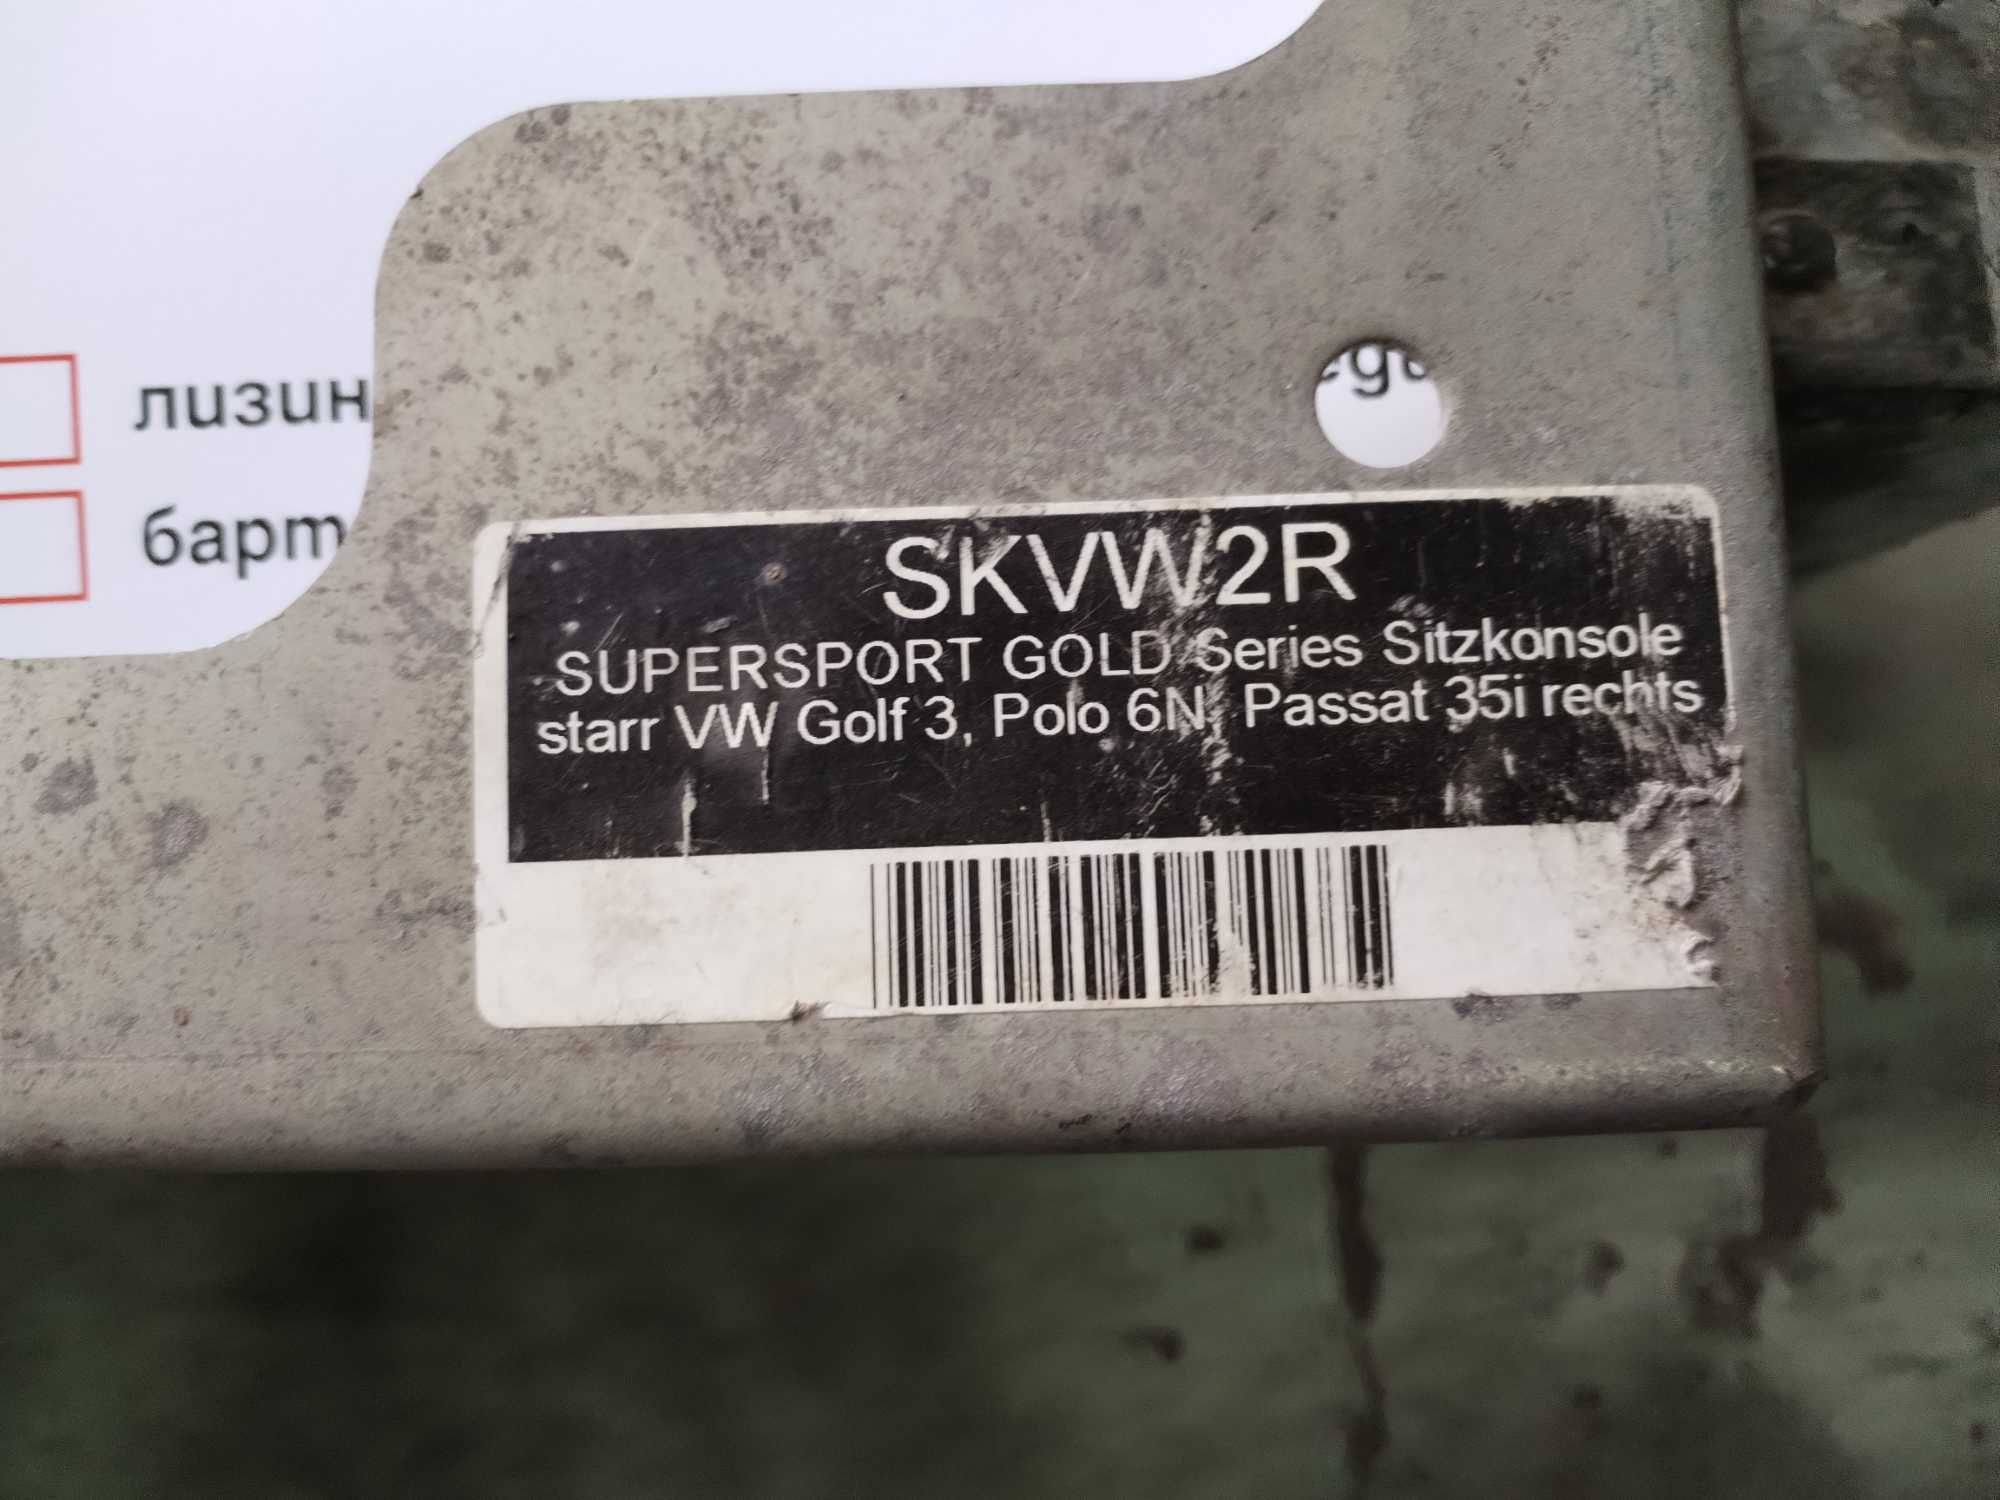 лизин
барт
SKVW2R
SUPERSPORT GOLD Series Sitzkonsole
starr VW Golf 3, Polo 6N, Passat 35i rechts